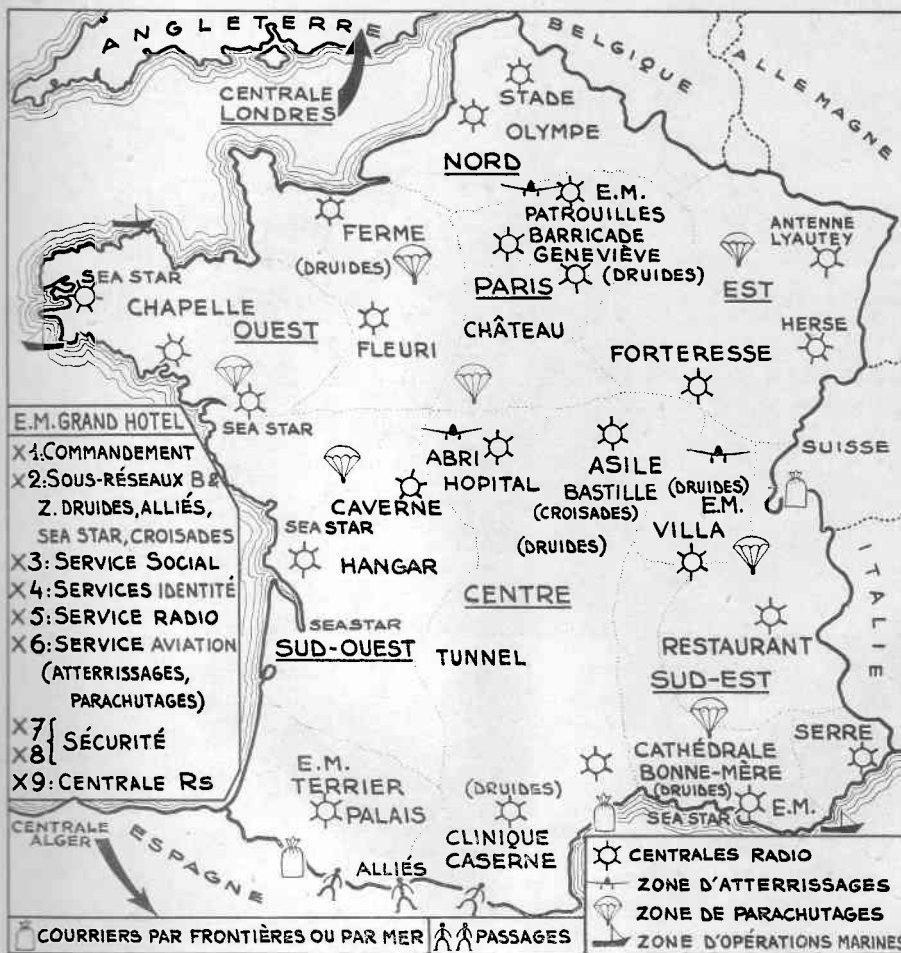 ANGLETERRE
BELGIQUE
ALLEMAGNE
CENTRALE
LONDRES
STADE
OLYMPE
NORD
E.M.
PATROUILLES
BARRICADE
GENEVIÈVE
(DRUIDES)
PARIS
FERME
(DRUIDES)
ANTENNE
LYAUTEY
EST
SEA STAR
CHAPELLE
OUEST
FLEURI
CHÂTEAU
HERSE
FORTERESSE
SEA STAR
SUISSE
ABRI
HOPITAL
ASILE
BASTILLE
(CROISADES)
(DRUIDES)
E.M.
VILLA
CAVERNE
SEA STAR
(DRUIDES)
HANGAR
CENTRE
ITALIE
SEA STAR
SUD-OUEST
TUNNEL
RESTAURANT
SUD-EST
E.M. GRAND HOTEL
X1: COMMANDEMENT
X2: SOUS-RÉSEAUX B &
Z. DRUIDES, ALLIÉS,
SEA STAR, CROISADES
X3: SERVICE SOCIAL
X4: SERVICES IDENTITÉ
X5: SERVICE RADIO
X6: SERVICE AVIATION
(ATTERRISSAGES,
PARACHUTAGES)
X7
X8 { SÉCURITÉ
X9: CENTRALE RS
E.M.
TERRIER
PALAIS
(DRUIDES)
CLINIQUE
CASERNE
CATHÉDRALE
BONNE-MÈRE
(DRUIDES)
SEA STAR
E.M.
SERRE
CENTRALE
ALGER
ESPAGNE
ALLIÉS
CENTRALES RADIO
ZONE D'ATTERRISSAGES
ZONE DE PARACHUTAGES
ZONE D'OPÉRATIONS MARINES
COURRIERS PAR FRONTIÈRES OU PAR MER
PASSAGES